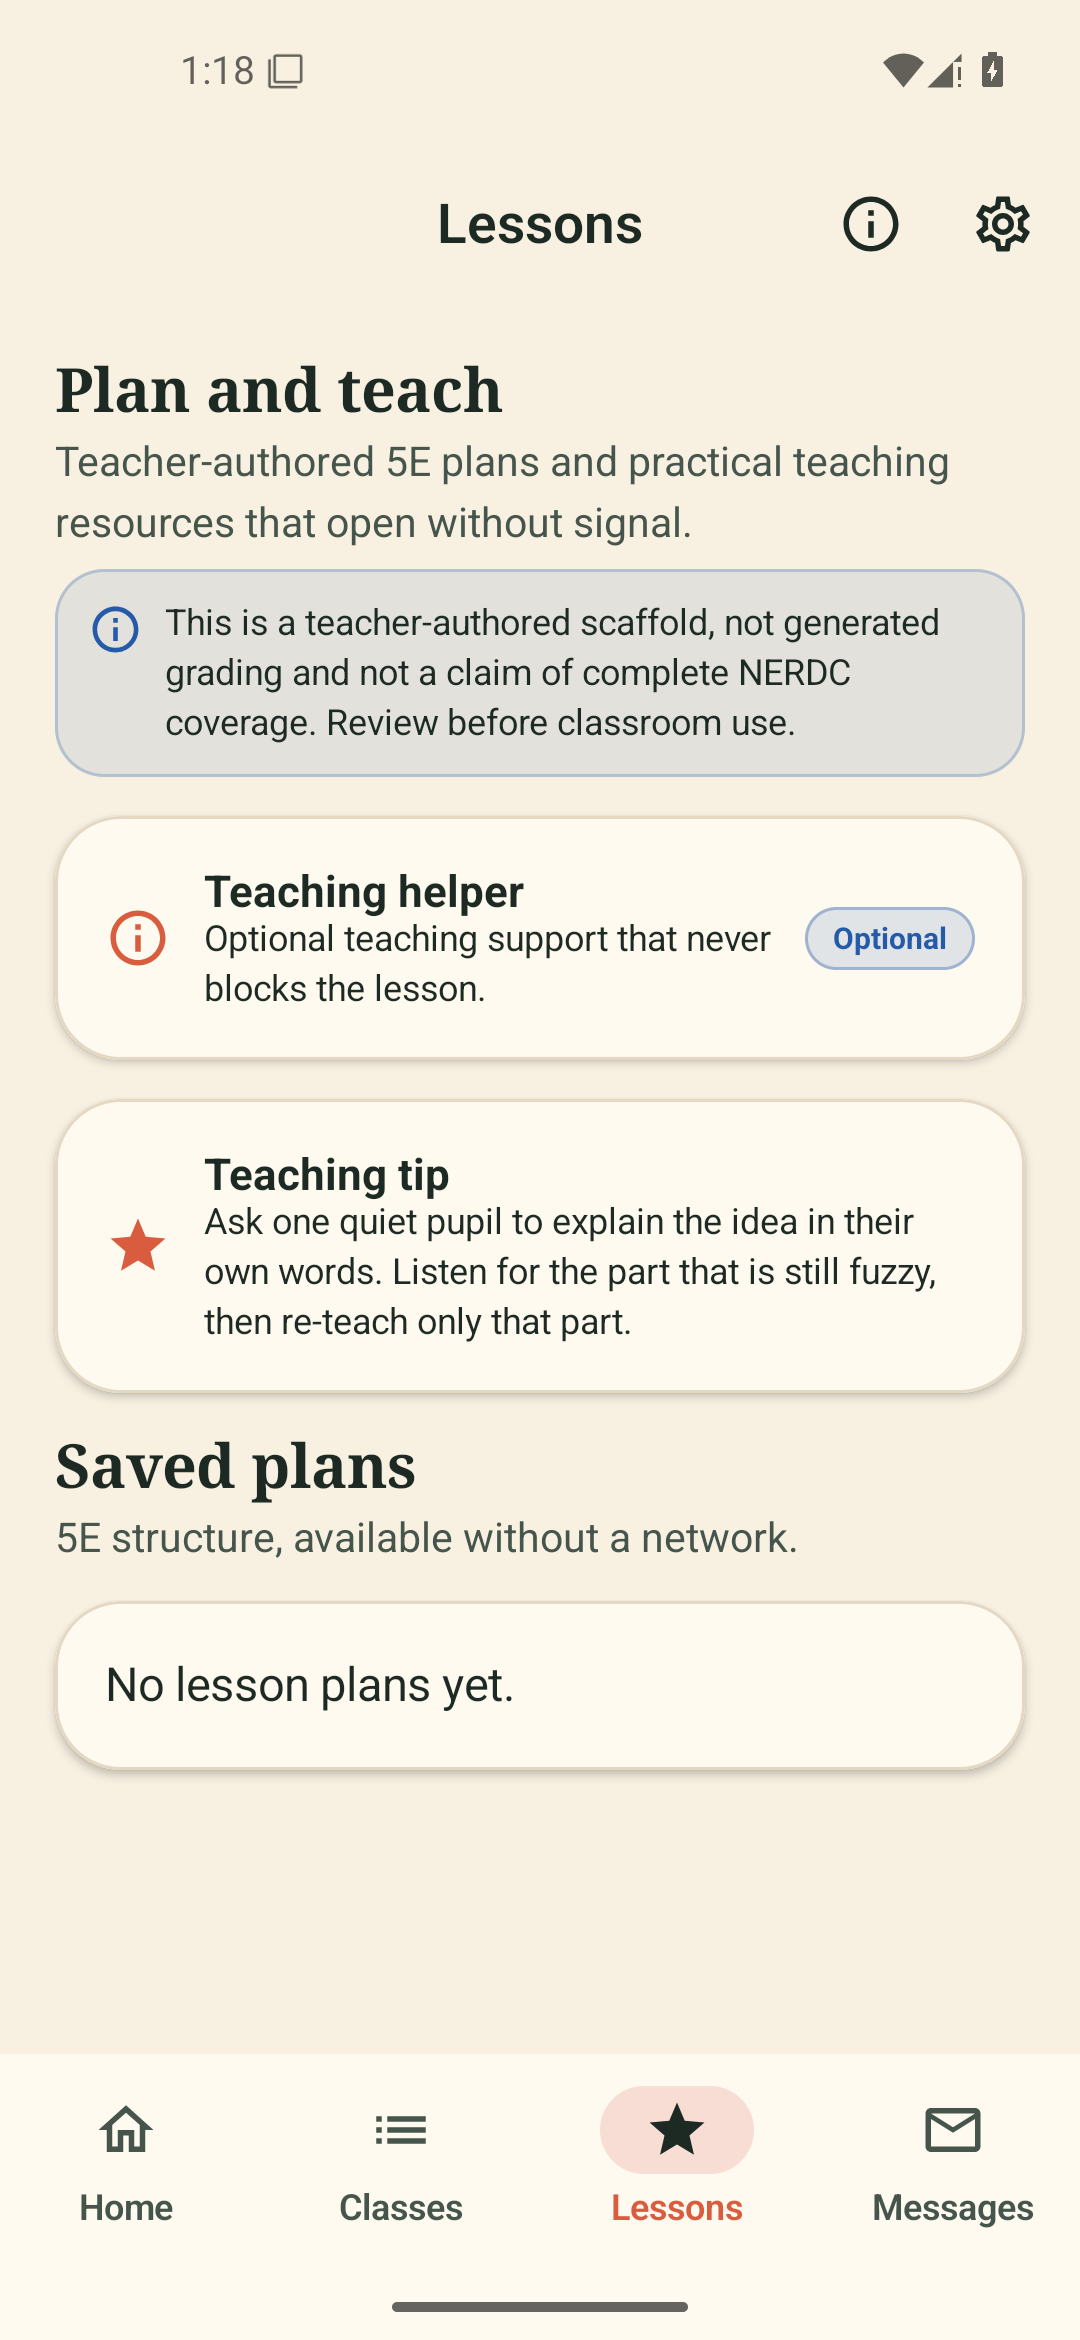 1:18
Lessons
Plan and teach
Teacher-authored 5E plans and practical teaching
resources that open without signal.
This is a teacher-authored scaffold, not generated
grading and not a claim of complete NERDC
coverage. Review before classroom use.
Teaching helper
Optional teaching support that never
blocks the lesson.
Optional
Teaching tip
Ask one quiet pupil to explain the idea in their
own words. Listen for the part that is still fuzzy,
then re-teach only that part.
Saved plans
5E structure, available without a network.
No lesson plans yet.
Home
Classes
Lessons
Messages